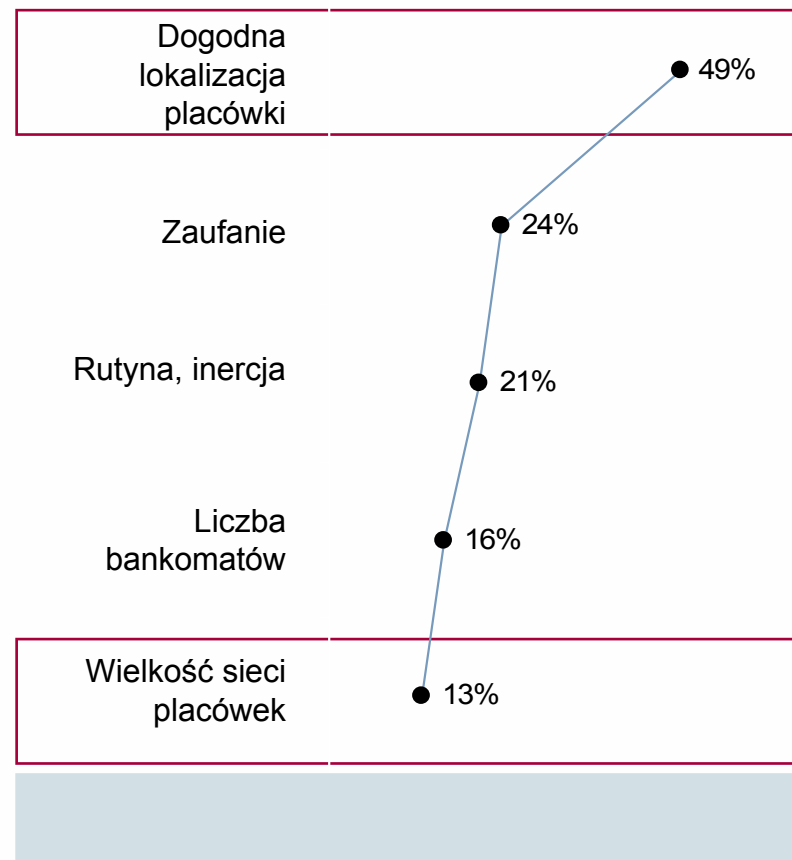 Dogodna
lokalizacja
placówki
49%
Zaufanie
24%
Rutyna, inercja
21%
Liczba
bankomatów
16%
Wielkość sieci
placówek
13%